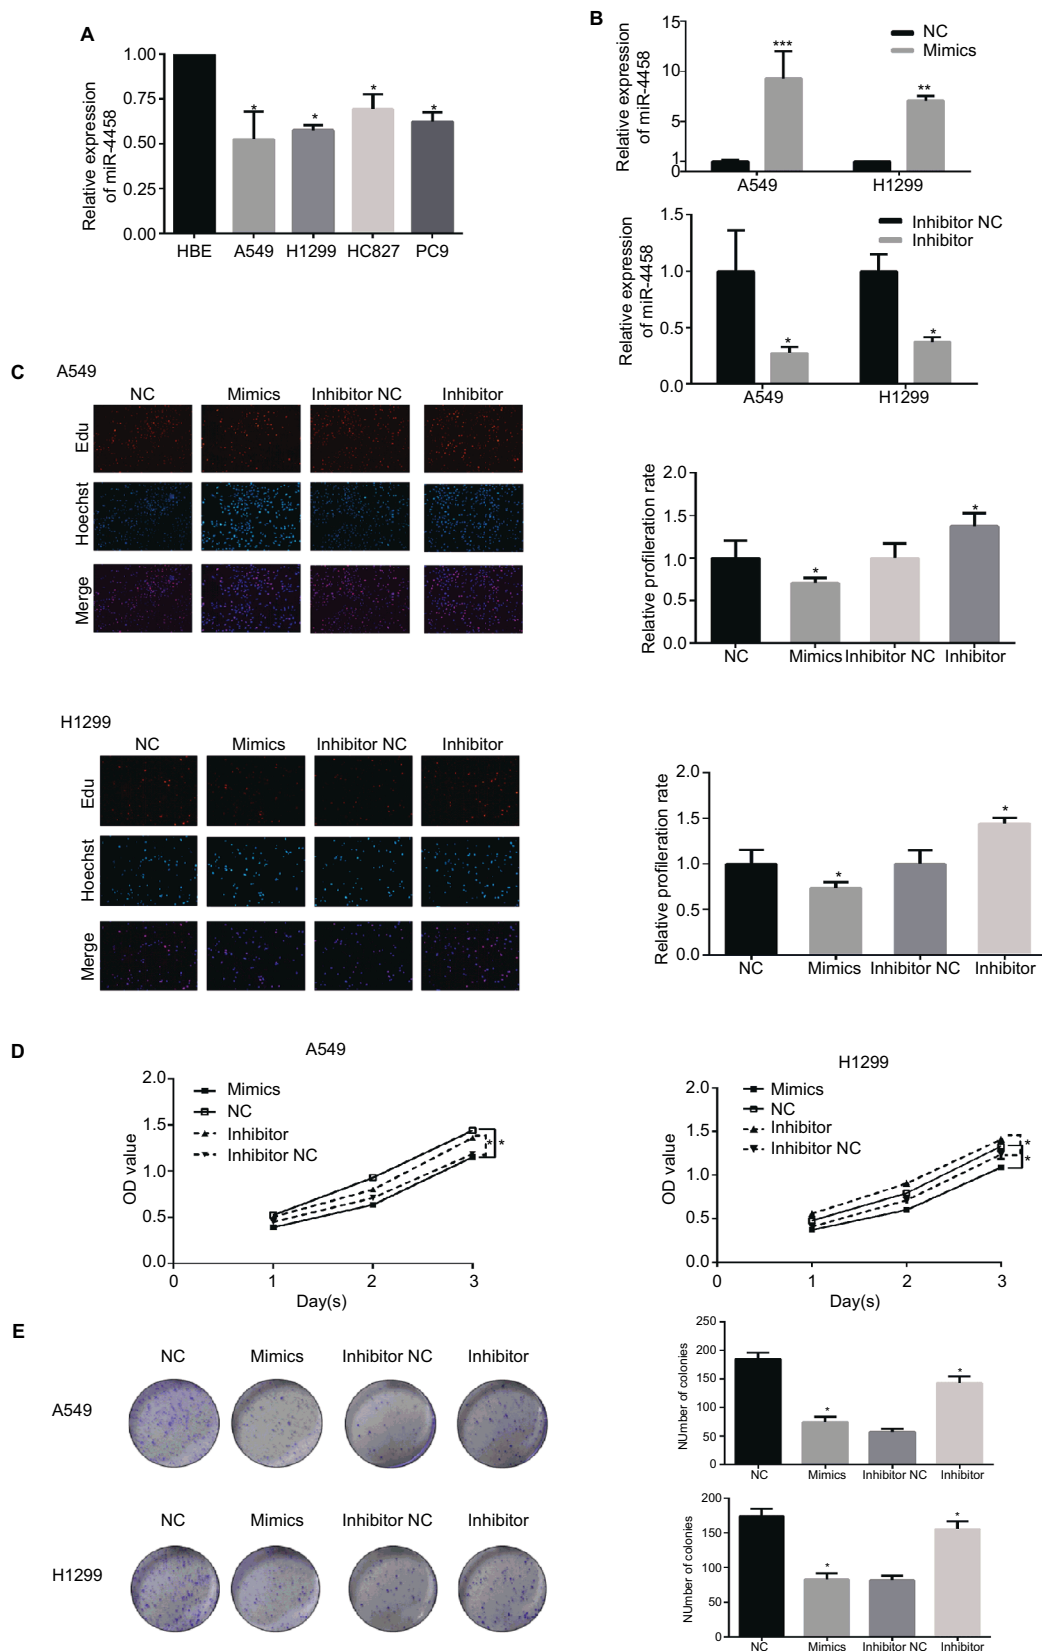 A
Relative expression
of miR-4458
1.00
0.75
0.50
0.25
0.00
*
*
*
*
HBE A549 H1299 HC827 PC9
B
Relative expression
of miR-4458
15
10
5
1
0
NC
Mimics
***
**
A549 H1299
Relative expression
of miR-4458
1.5
1.0
0.5
0.0
Inhibitor NC
Inhibitor
*
*
A549 H1299
C
A549
NC Mimics Inhibitor NC Inhibitor
Edu
Hoechst
Merge
Relative profileration rate
2.0
1.5
1.0
0.5
0.0
*
*
NC Mimics Inhibitor NC Inhibitor
H1299
NC Mimics Inhibitor NC Inhibitor
Edu
Hoechst
Merge
Relative profileration rate
2.0
1.5
1.0
0.5
0.0
*
*
NC Mimics Inhibitor NC Inhibitor
D
A549
OD value
2.0
1.5
1.0
0.5
0.0
Mimics
NC
Inhibitor
Inhibitor NC
* *
0 1 2 3
Day(s)
H1299
OD value
2.0
1.5
1.0
0.5
0.0
Mimics
NC
Inhibitor
Inhibitor NC
*
*
0 1 2 3
Day(s)
E
NC Mimics Inhibitor NC Inhibitor
A549
NUmber of colonies
250
200
150
100
50
0
*
*
NC Mimics Inhibitor NC Inhibitor
NC Mimics Inhibitor NC Inhibitor
H1299
NUmber of colonies
200
150
100
50
0
*
*
NC Mimics Inhibitor NC Inhibitor